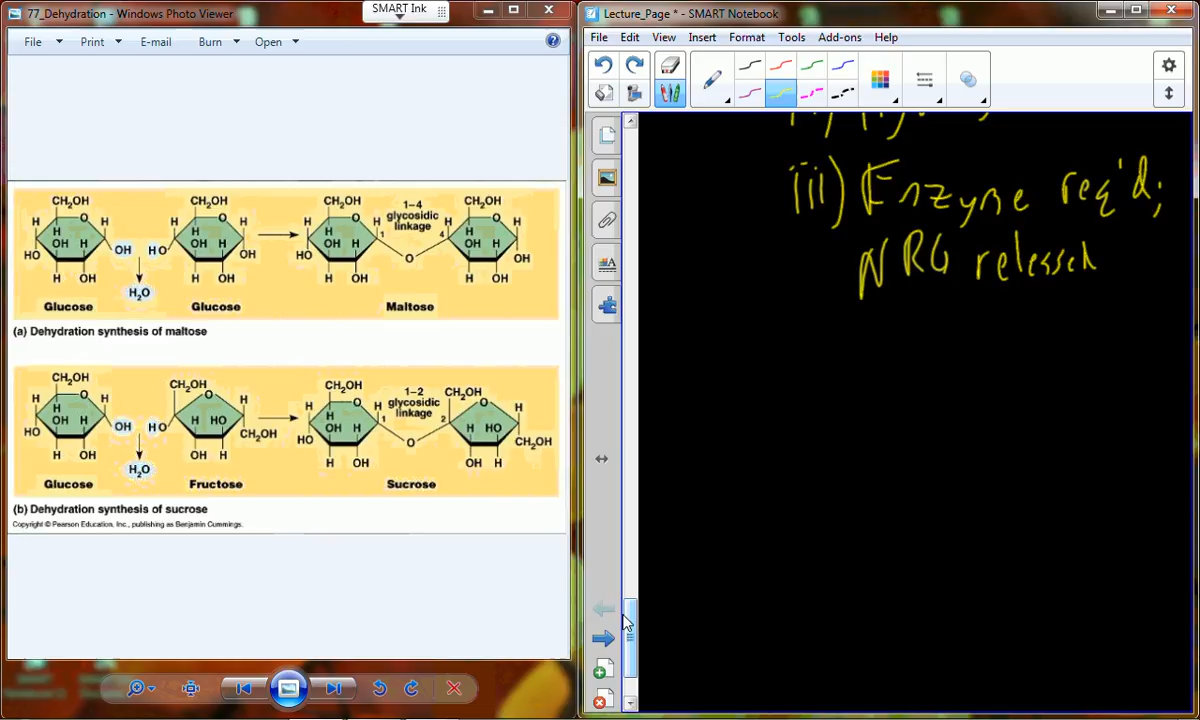 77_Dehydration - Windows Photo Viewer
SMART Ink
File Print E-mail Burn Open
CH₂OH CH₂OH CH₂OH 1–4 glycosidic linkage CH₂OH
H O H H O H H O H H O H
H H H H
OH H OH HO OH H OH H 1 4 OH H
HO HO OH HO O OH
H OH H OH H OH H OH
H₂O
Glucose Glucose Maltose
(a) Dehydration synthesis of maltose
CH₂OH CH₂OH CH₂OH 1–2 glycosidic linkage CH₂OH
H O H O H H O H O H
H H H
OH H OH HO H HO OH H 1 2 H HO
HO CH₂OH HO O CH₂OH
H OH OH H H OH OH H
H₂O
Glucose Fructose Sucrose
(b) Dehydration synthesis of sucrose
Copyright © Pearson Education, Inc., publishing as Benjamin Cummings.
Lecture_Page * - SMART Notebook
File Edit View Insert Format Tools Add-ons Help
iii) Enzyme req'd;
NRG released